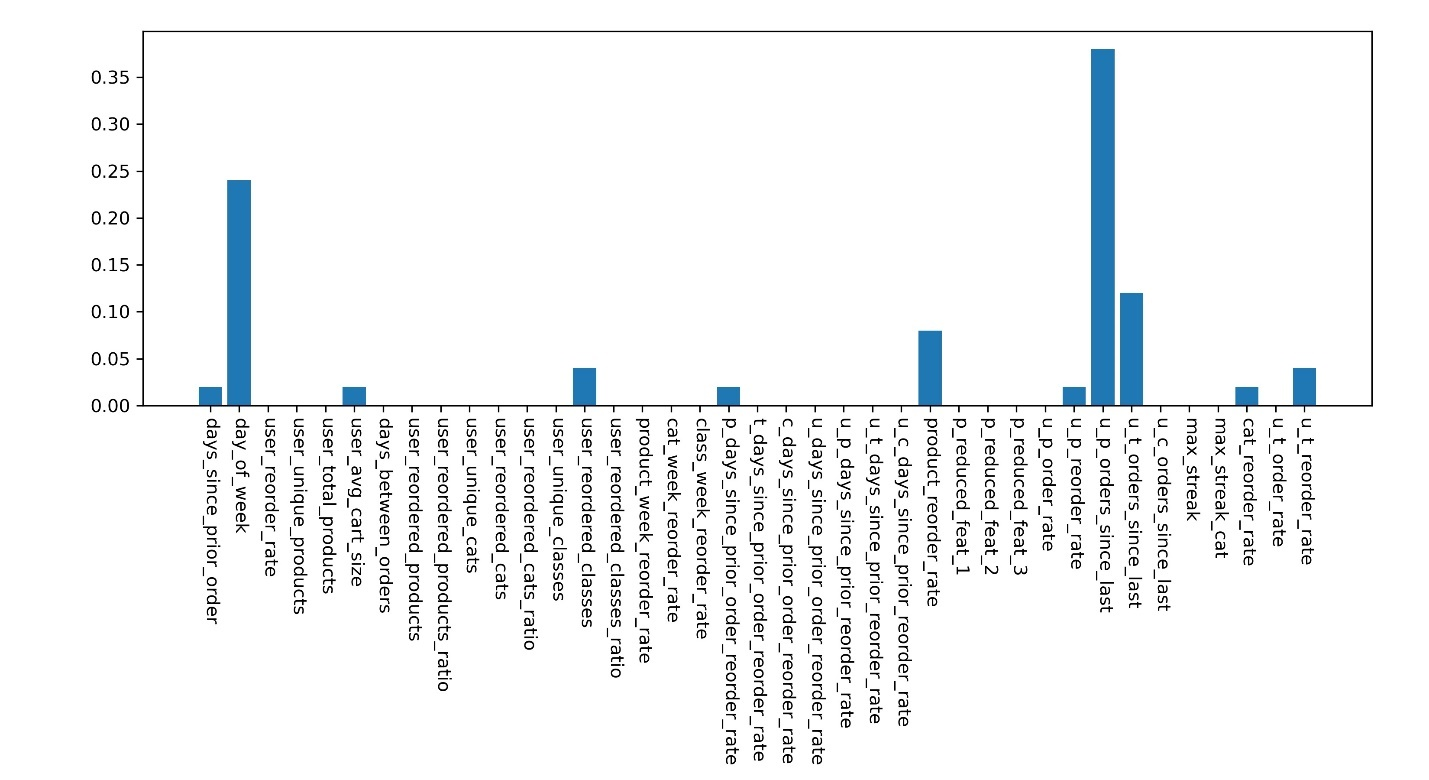 0.35
0.30
0.25
0.20
0.15
0.10
0.05
0.00
days_since_prior_order
day_of_week
user_reorder_rate
user_unique_products
user_total_products
user_avg_cart_size
days_between_orders
user_reordered_products
user_reordered_products_ratio
user_unique_cats
user_reordered_cats
user_reordered_cats_ratio
user_unique_classes
user_reordered_classes
user_reordered_classes_ratio
product_week_reorder_rate
cat_week_reorder_rate
class_week_reorder_rate
p_days_since_prior_order_reorder_rate
t_days_since_prior_order_reorder_rate
c_days_since_prior_order_reorder_rate
u_days_since_prior_order_reorder_rate
u_p_days_since_prior_reorder_rate
u_t_days_since_prior_reorder_rate
u_c_days_since_prior_reorder_rate
product_reorder_rate
p_reduced_feat_1
p_reduced_feat_2
p_reduced_feat_3
u_p_order_rate
u_p_reorder_rate
u_p_orders_since_last
u_t_orders_since_last
u_c_orders_since_last
max_streak
max_streak_cat
cat_reorder_rate
u_t_order_rate
u_t_reorder_rate